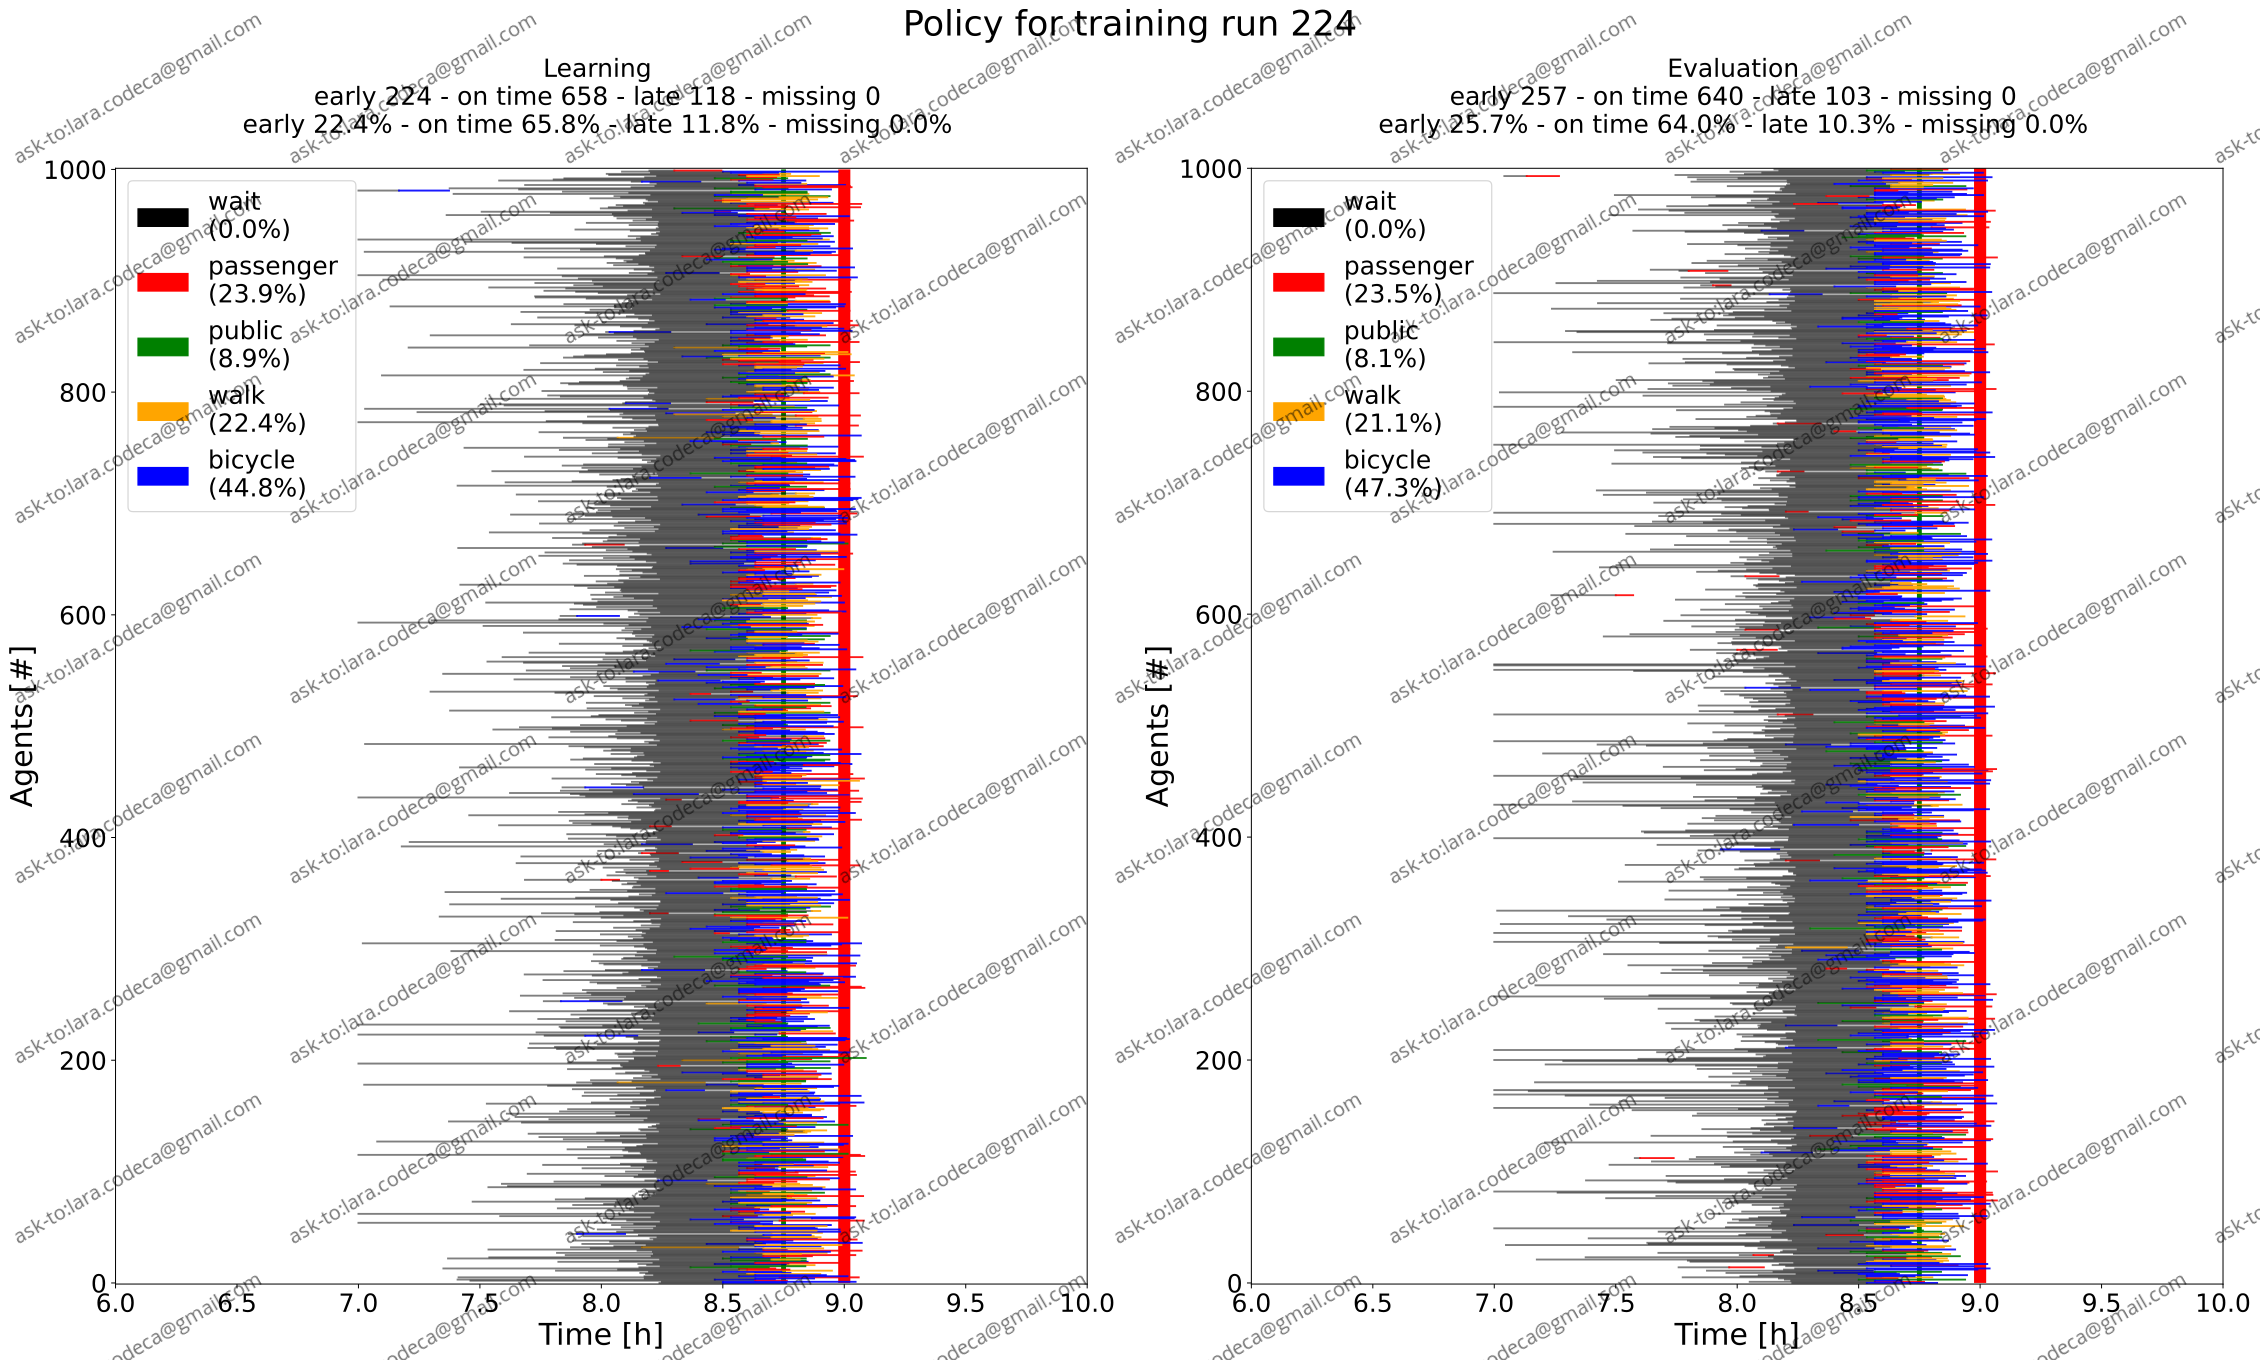 Policy for training run 224
Learning
early 224 - on time 658 - late 118 - missing 0
early 22.4% - on time 65.8% - late 11.8% - missing 0.0%
1000
800
600
400
200
0
Agents [#]
wait
(0.0%)
passenger
(23.9%)
public
(8.9%)
walk
(22.4%)
bicycle
(44.8%)
6.0 6.5 7.0 7.5 8.0 8.5 9.0 9.5 10.0
Time [h]
Evaluation
early 257 - on time 640 - late 103 - missing 0
early 25.7% - on time 64.0% - late 10.3% - missing 0.0%
1000
800
600
400
200
0
Agents [#]
wait
(0.0%)
passenger
(23.5%)
public
(8.1%)
walk
(21.1%)
bicycle
(47.3%)
6.0 6.5 7.0 7.5 8.0 8.5 9.0 9.5 10.0
Time [h]
ask-to:lara.codeca@gmail.com